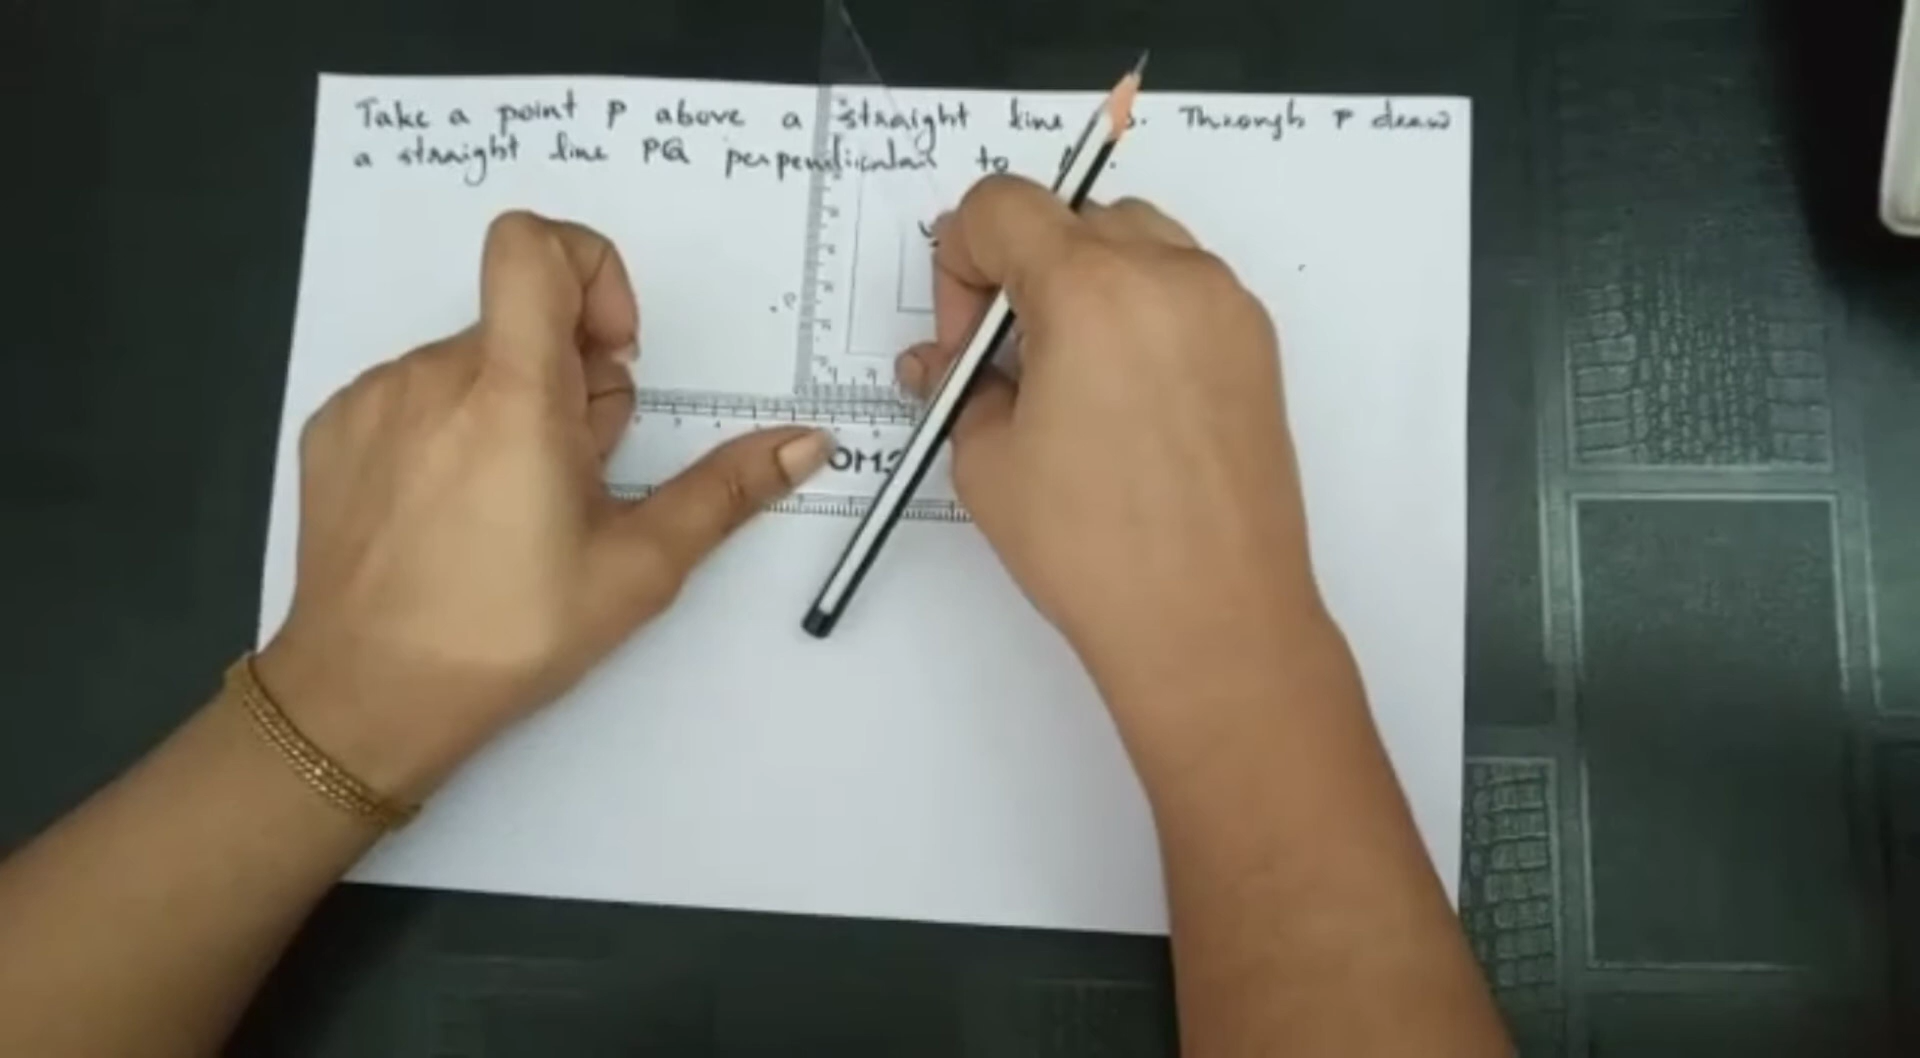 Take a point P above a straight line . Through P draw
a straight line PQ perpendicular to .
P